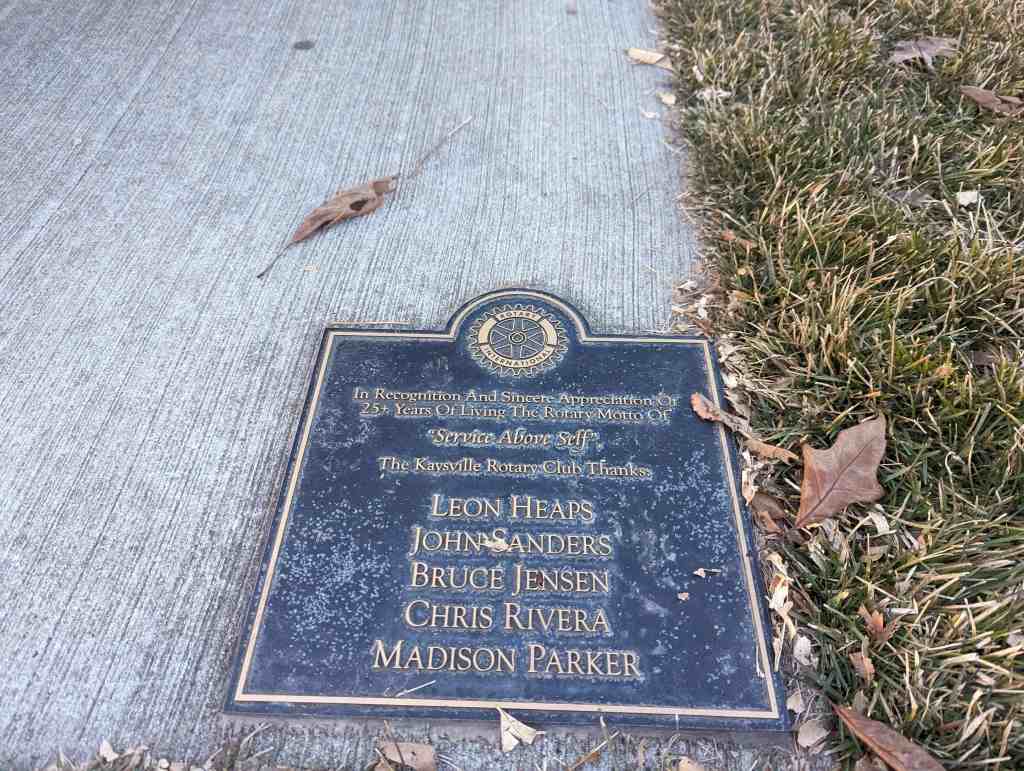 ROTARY
INTERNATIONAL
In Recognition And Sincere Appreciation Of
25+ Years Of Living The Rotary Motto Of
"Service Above Self"
The Kaysville Rotary Club Thanks:
LEON HEAPS
JOHN SANDERS
BRUCE JENSEN
CHRIS RIVERA
MADISON PARKER